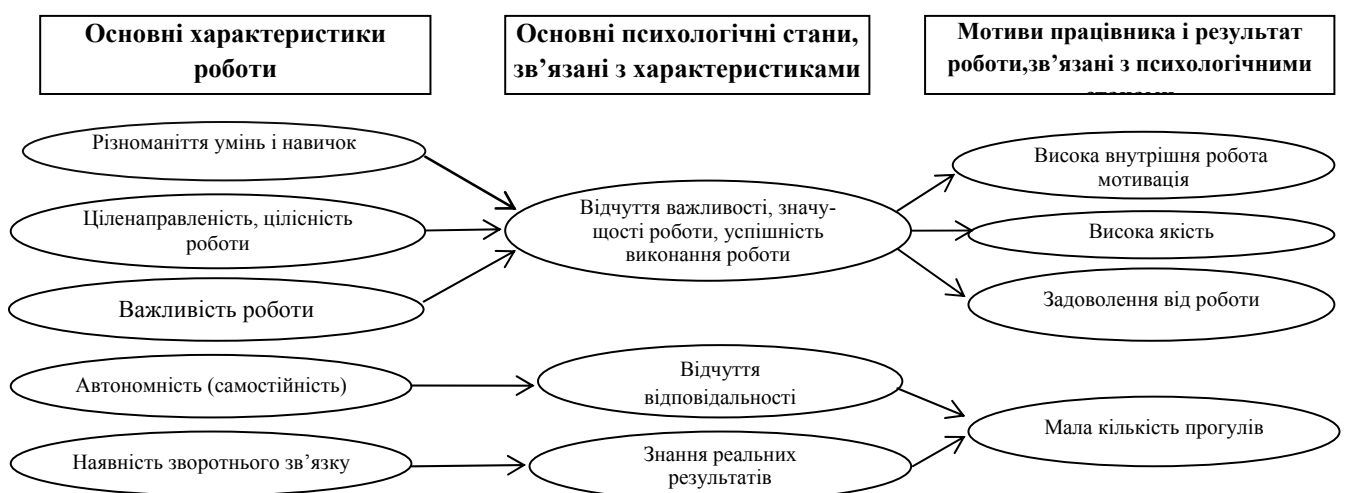 Основні характеристики
роботи
Основні психологічні стани,
зв’язані з характеристиками
Мотиви працівника і результат
роботи,зв’язані з психологічними
Різноманіття умінь і навичок
Ціленаправленість, цілісність
роботи
Важливість роботи
Автономність (самостійність)
Наявність зворотнього зв’язку
Відчуття важливості, значу-
щості роботи, успішність
виконання роботи
Відчуття
відповідальності
Знання реальних
результатів
Висока внутрішня робота
мотивація
Висока якість
Задоволення від роботи
Мала кількість прогулів